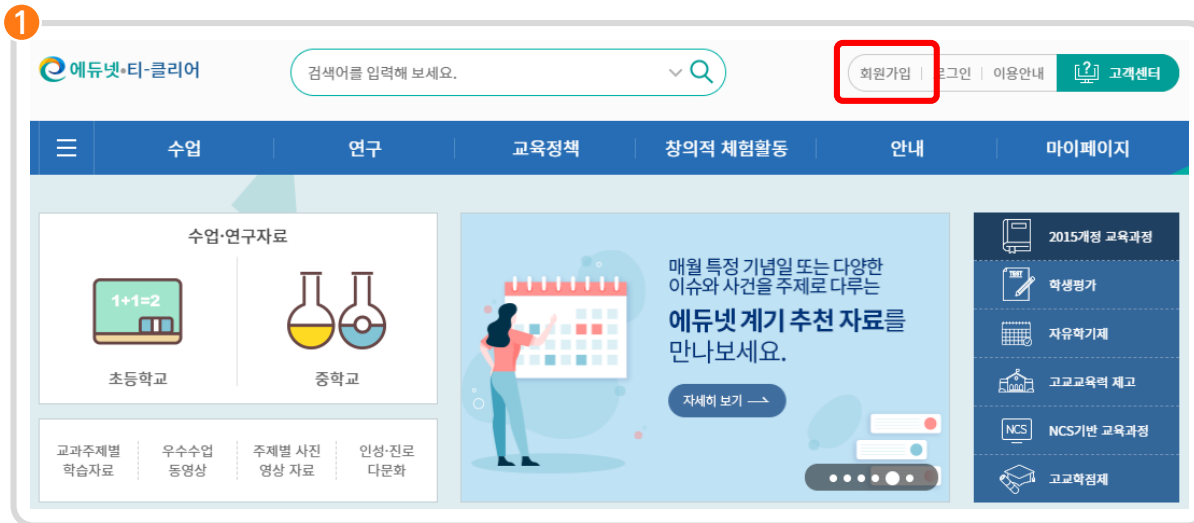 1
에듀넷·티-클리어
검색어를 입력해 보세요.
회원가입 로그인 이용안내 고객센터
수업 연구 교육정책 창의적 체험활동 안내 마이페이지
수업·연구자료
1+1=2
초등학교 중학교
교과주제별 학습자료
우수수업 동영상
주제별 사진 영상 자료
인성·진로 다문화
매월 특정 기념일 또는 다양한
이슈와 사건을 주제로 다루는
에듀넷 계기 추천 자료를
만나보세요.
자세히 보기
2015개정 교육과정
TEST
학생평가
자유학기제
고교교육력 제고
NCS
NCS기반 교육과정
고교학점제